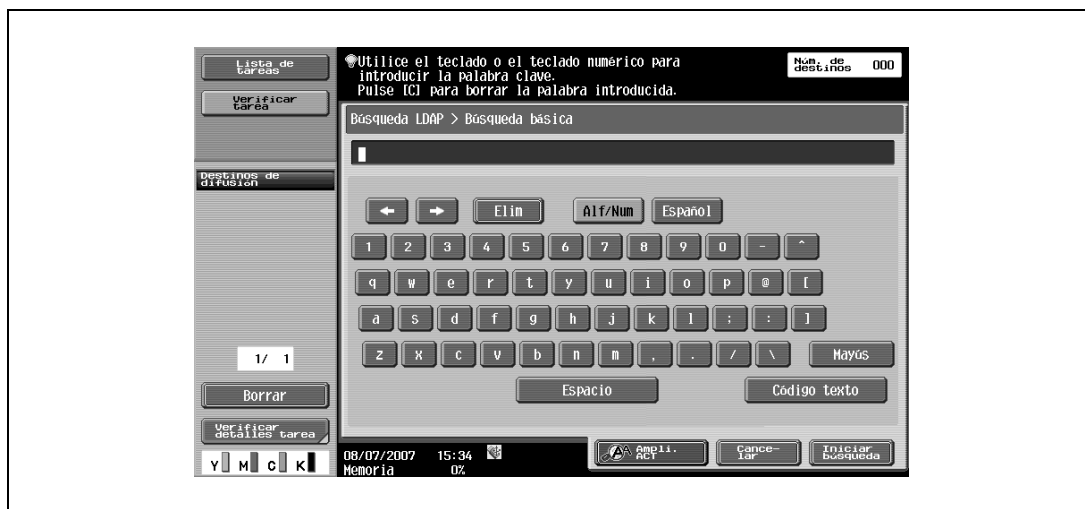 Lista de
tareas
Verificar
tarea
Destinos de
difusión
1/ 1
Borrar
Verificar
detalles tarea
Y M C K
Utilice el teclado o el teclado numérico para
introducir la palabra clave.
Pulse [C] para borrar la palabra introducida.
Núm. de
destinos 000
Búsqueda LDAP > Búsqueda básica
← → Elim Alf/Num Español
1 2 3 4 5 6 7 8 9 0 - ^
q w e r t y u i o p @ [
a s d f g h j k l ; : ]
z x c v b n m , . / \ Mayús
Espacio Código texto
08/07/2007 15:34
Memoria 0%
Ampli.
ACT
Cance-
lar
Iniciar
búsqueda